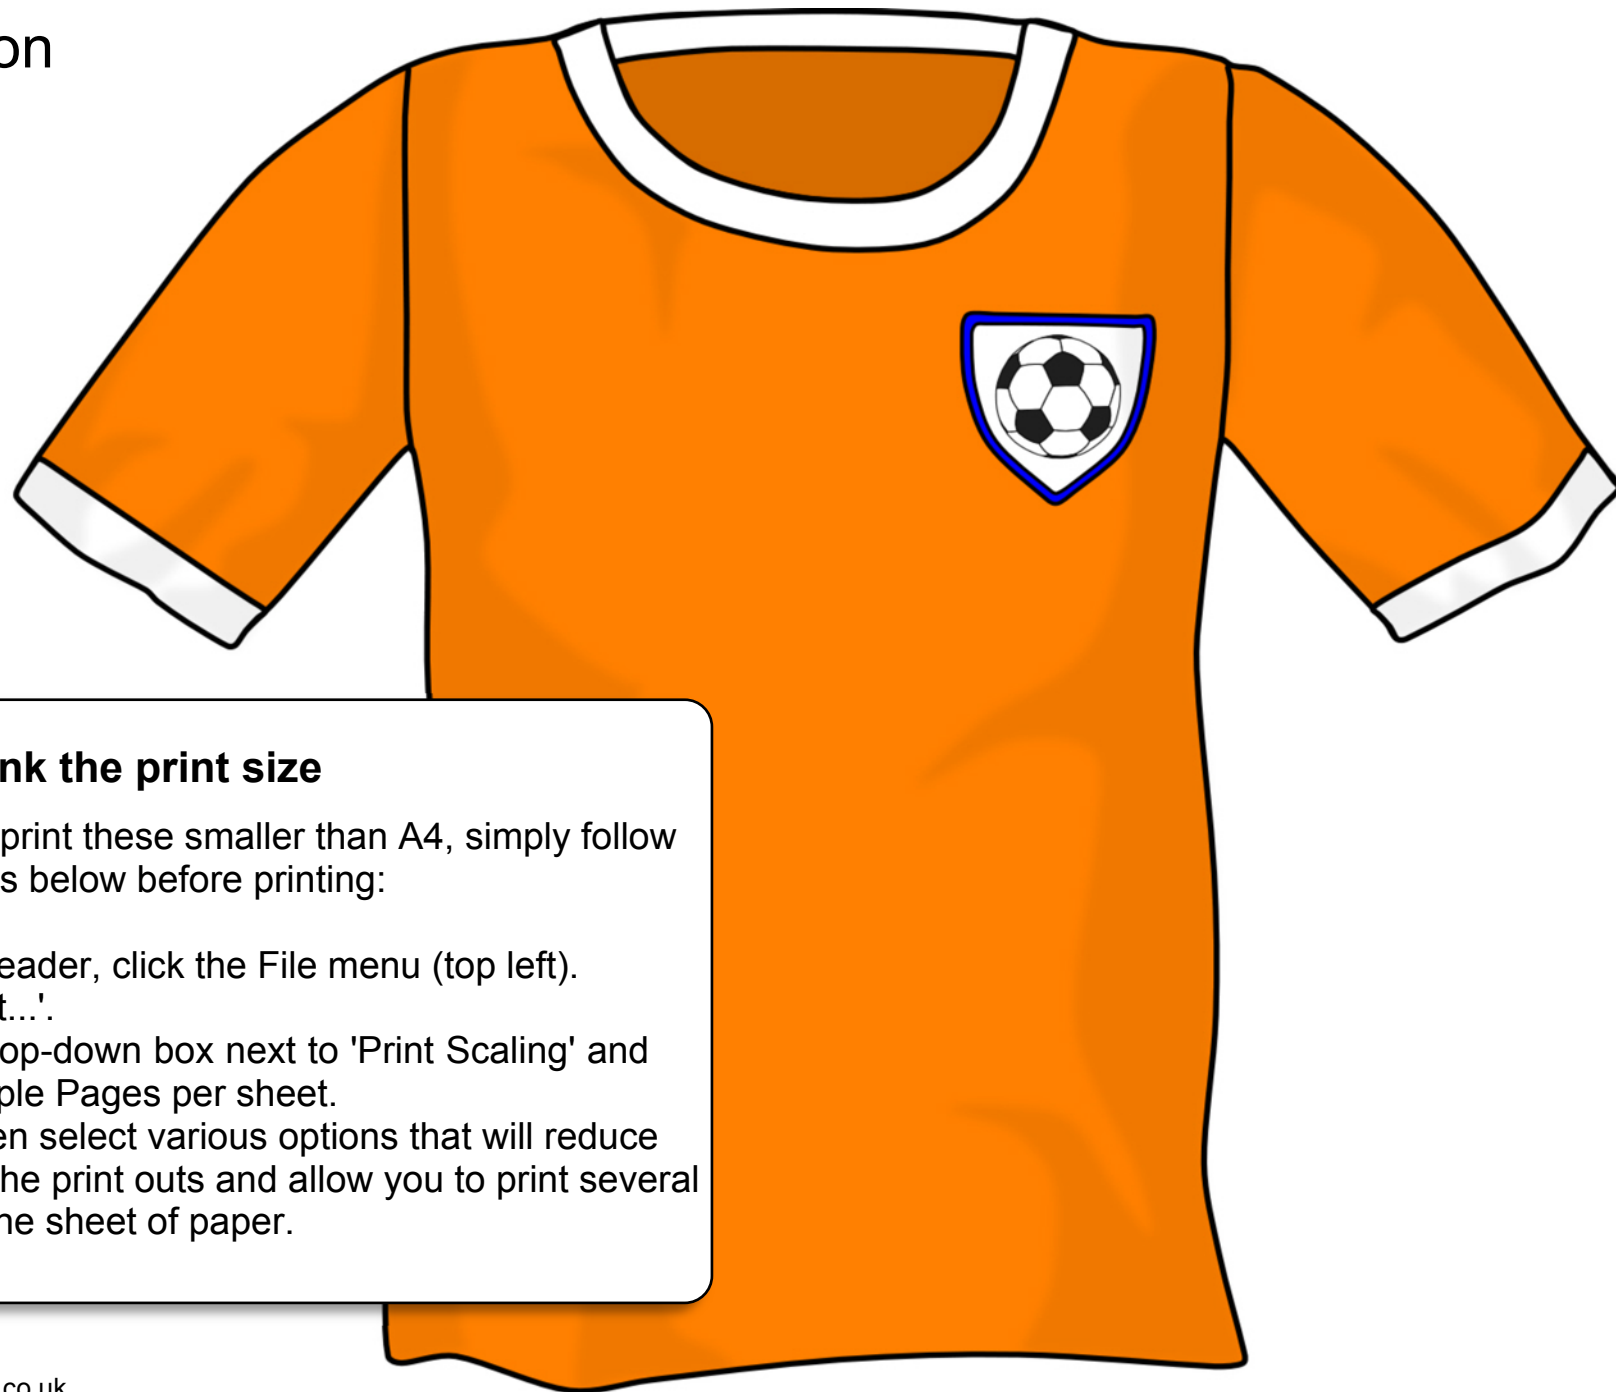 on
nk the print size
print these smaller than A4, simply follow
s below before printing:
eader, click the File menu (top left).
t...'.
op-down box next to 'Print Scaling' and
ple Pages per sheet.
en select various options that will reduce
he print outs and allow you to print several
ne sheet of paper.
co.uk